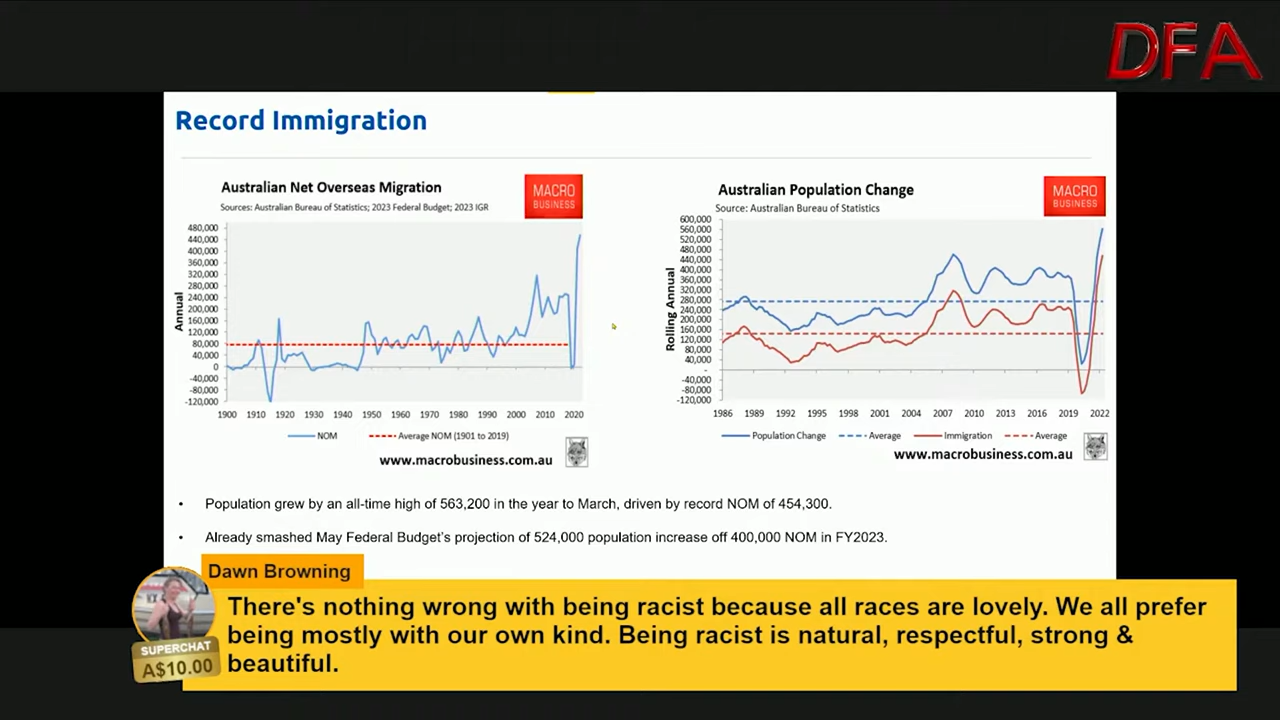 DFA
Record Immigration
Australian Net Overseas Migration
Sources: Australian Bureau of Statistics; 2023 Federal Budget; 2023 IGR
MACRO
BUSINESS
Annual
480,000
440,000
400,000
360,000
320,000
280,000
240,000
200,000
160,000
120,000
80,000
40,000
0
-40,000
-80,000
-120,000
1900 1910 1920 1930 1940 1950 1960 1970 1980 1990 2000 2010 2020
NOM Average NOM (1901 to 2019)
www.macrobusiness.com.au
Australian Population Change
Source: Australian Bureau of Statistics
MACRO
BUSINESS
Rolling Annual
600,000
560,000
520,000
480,000
440,000
400,000
360,000
320,000
280,000
240,000
200,000
160,000
120,000
80,000
40,000
-
-40,000
-80,000
-120,000
1986 1989 1992 1995 1998 2001 2004 2007 2010 2013 2016 2019 2022
Population Change Average Immigration Average
www.macrobusiness.com.au
• Population grew by an all-time high of 563,200 in the year to March, driven by record NOM of 454,300.
• Already smashed May Federal Budget's projection of 524,000 population increase off 400,000 NOM in FY2023.
Dawn Browning
There's nothing wrong with being racist because all races are lovely. We all prefer
being mostly with our own kind. Being racist is natural, respectful, strong &
beautiful.
SUPERCHAT
A$10.00